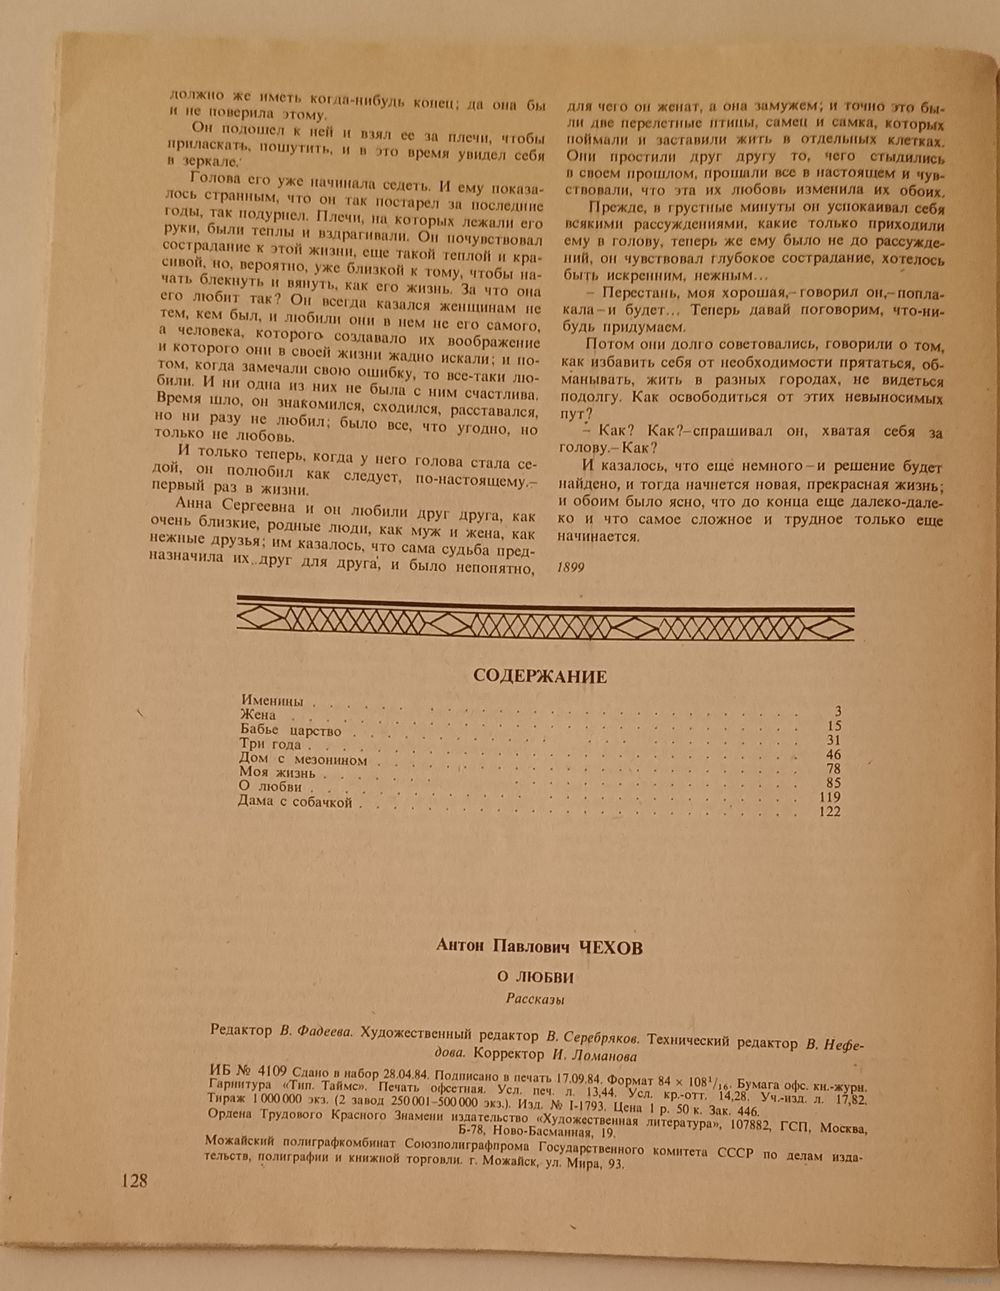 должно же иметь когда-нибудь конец; да она бы
и не поверила этому.
Он подошел к ней и взял ее за плечи, чтобы
приласкать, пошутить, и в это время увидел себя
в зеркале.
Голова его уже начинала седеть. И ему показа-
лось странным, что он так постарел за последние
годы, так подурнел. Плечи, на которых лежали его
руки, были теплы и вздрагивали. Он почувствовал
сострадание к этой жизни, еще такой теплой и кра-
сивой, но, вероятно, уже близкой к тому, чтобы на-
чать блекнуть и вянуть, как его жизнь. За что она
его любит так? Он всегда казался женщинам не
тем, кем был, и любили они в нем не его самого,
а человека, которого создавало их воображение
и которого они в своей жизни жадно искали; и по-
том, когда замечали свою ошибку, то все-таки лю-
били. И ни одна из них не была с ним счастлива.
Время шло, он знакомился, сходился, расставался,
но ни разу не любил; было все, что угодно, но
только не любовь.
И только теперь, когда у него голова стала се-
дой, он полюбил как следует, по-настоящему,–
первый раз в жизни.
Анна Сергеевна и он любили друг друга, как
очень близкие, родные люди, как муж и жена, как
нежные друзья; им казалось, что сама судьба пред-
назначила их друг для друга, и было непонятно,
для чего он женат, а она замужем; и точно это бы-
ли две перелетные птицы, самец и самка, которых
поймали и заставили жить в отдельных клетках.
Они простили друг другу то, чего стыдились
в своем прошлом, прощали все в настоящем и чув-
ствовали, что эта их любовь изменила их обоих.
Прежде, в грустные минуты он успокаивал себя
всякими рассуждениями, какие только приходили
ему в голову, теперь же ему было не до рассужде-
ний, он чувствовал глубокое сострадание, хотелось
быть искренним, нежным...
– Перестань, моя хорошая,– говорил он,– попла-
кала – и будет... Теперь давай поговорим, что-ни-
будь придумаем.
Потом они долго советовались, говорили о том,
как избавить себя от необходимости прятаться, об-
манывать, жить в разных городах, не видеться
подолгу. Как освободиться от этих невыносимых
пут?
– Как? Как?– спрашивал он, хватая себя за
голову.– Как?
И казалось, что еще немного – и решение будет
найдено, и тогда начнется новая, прекрасная жизнь;
и обоим было ясно, что до конца еще далеко-дале-
ко и что самое сложное и трудное только еще
начинается.
1899
СОДЕРЖАНИЕ
Именины . . . . . 3
Жена . . . . . 15
Бабье царство . . . . . 31
Три года . . . . . 46
Дом с мезонином . . . . . 78
Моя жизнь . . . . . 85
О любви . . . . . 119
Дама с собачкой . . . . . 122
Антон Павлович ЧЕХОВ
О ЛЮБВИ
Рассказы
Редактор В. Фадеева. Художественный редактор В. Серебряков. Технический редактор В. Нефе-
дова. Корректор И. Ломанова
ИБ № 4109 Сдано в набор 28.04.84. Подписано в печать 17.09.84. Формат 84 × 108 1/16. Бумага офс. кн.-журн.
Гарнитура «Тип. Таймс». Печать офсетная. Усл. печ. л. 13,44. Усл. кр.-отт. 14,28. Уч.-изд. л. 17,82.
Тираж 1 000 000 экз. (2 завод 250 001–500 000 экз.). Изд. № I-1793. Цена 1 р. 50 к. Зак. 446.
Ордена Трудового Красного Знамени издательство «Художественная литература», 107882, ГСП, Москва,
Б-78, Ново-Басманная, 19.
Можайский полиграфкомбинат Союзполиграфпрома Государственного комитета СССР по делам изда-
тельств, полиграфии и книжной торговли. г. Можайск, ул. Мира, 93.
128